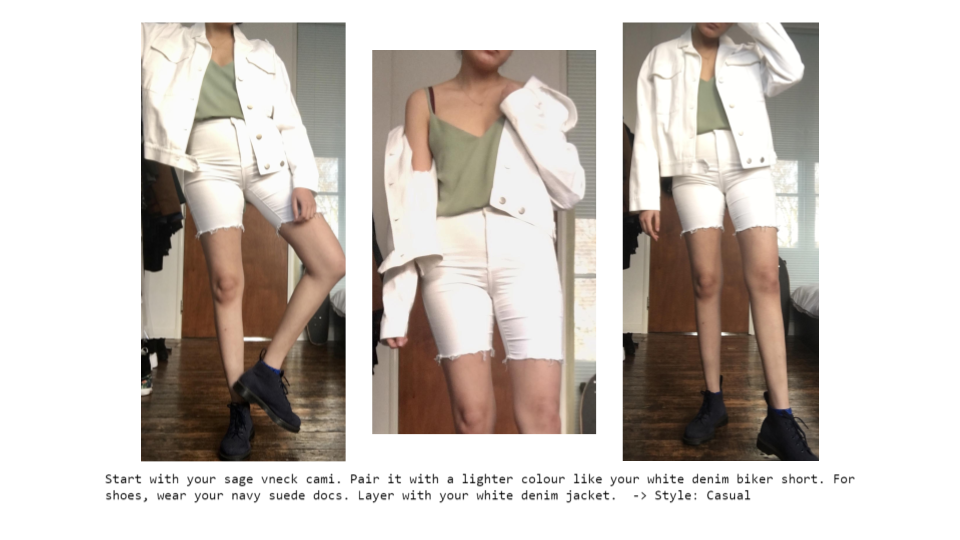 Start with your sage vneck cami. Pair it with a lighter colour like your white denim biker short. For
shoes, wear your navy suede docs. Layer with your white denim jacket.  -> Style: Casual